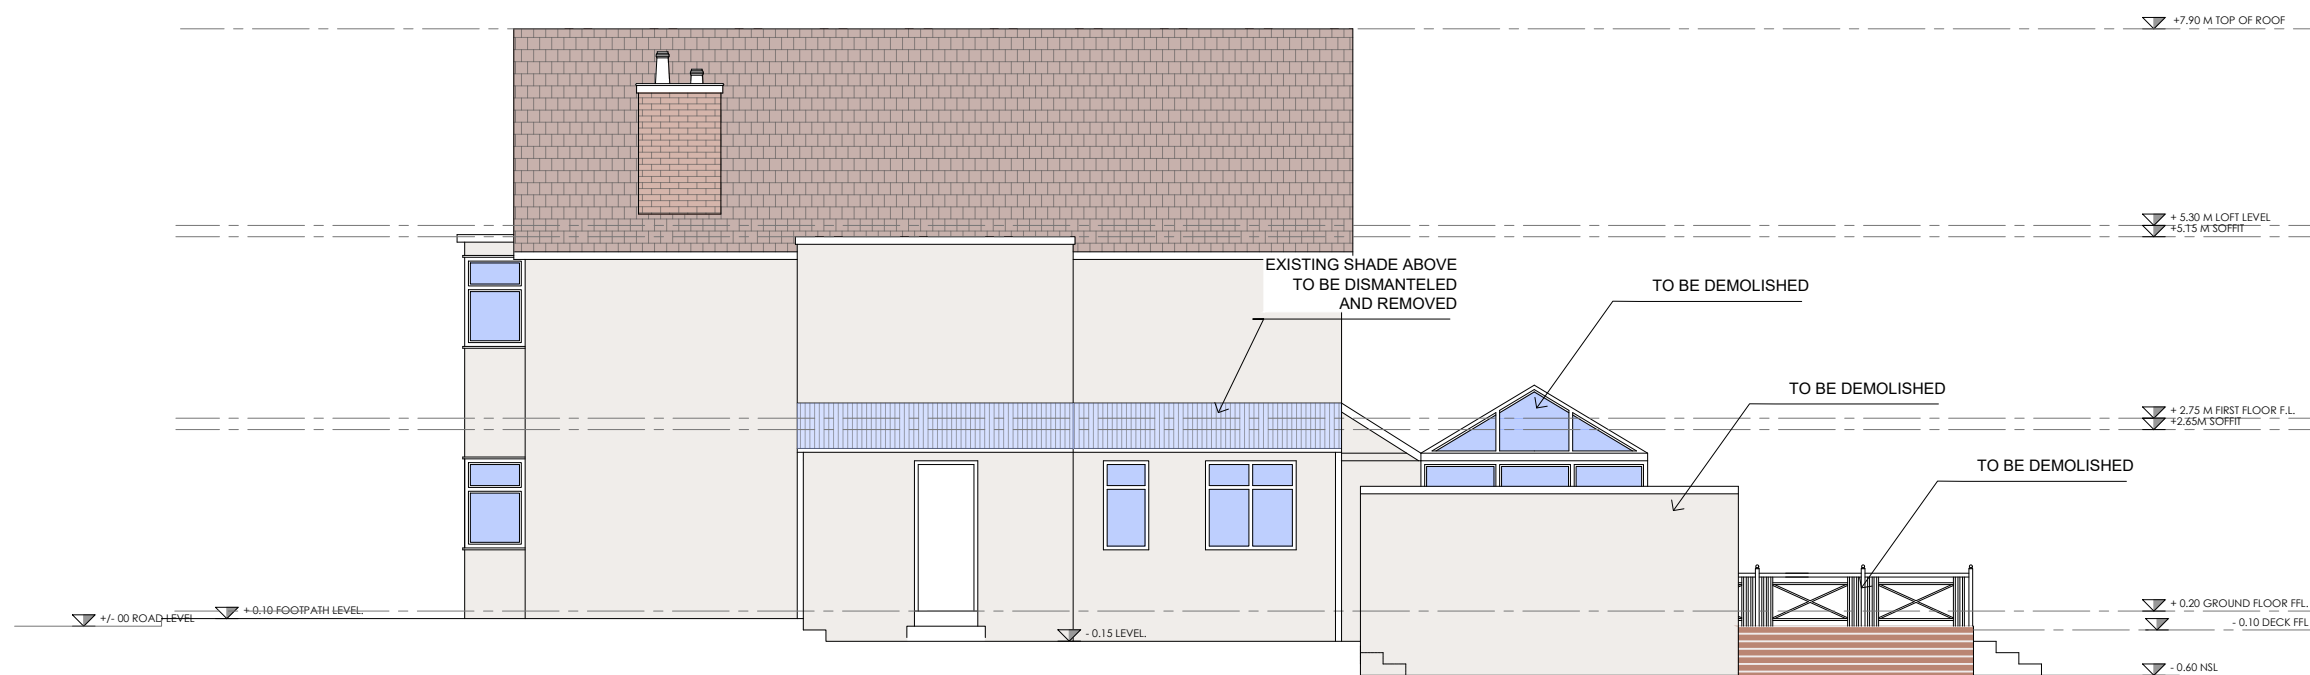 +7.90 M TOP OF ROOF
+ 5.30 M LOFT LEVEL
+5.15 M SOFFIT
EXISTING SHADE ABOVE
TO BE DISMANTELED
AND REMOVED
TO BE DEMOLISHED
TO BE DEMOLISHED
+ 2.75 M FIRST FLOOR F.L.
+2.65M SOFFIT
TO BE DEMOLISHED
+/- 00 ROAD LEVEL
+ 0.10 FOOTPATH LEVEL.
- 0.15 LEVEL.
+ 0.20 GROUND FLOOR FFL.
- 0.10 DECK FFL
- 0.60 NSL